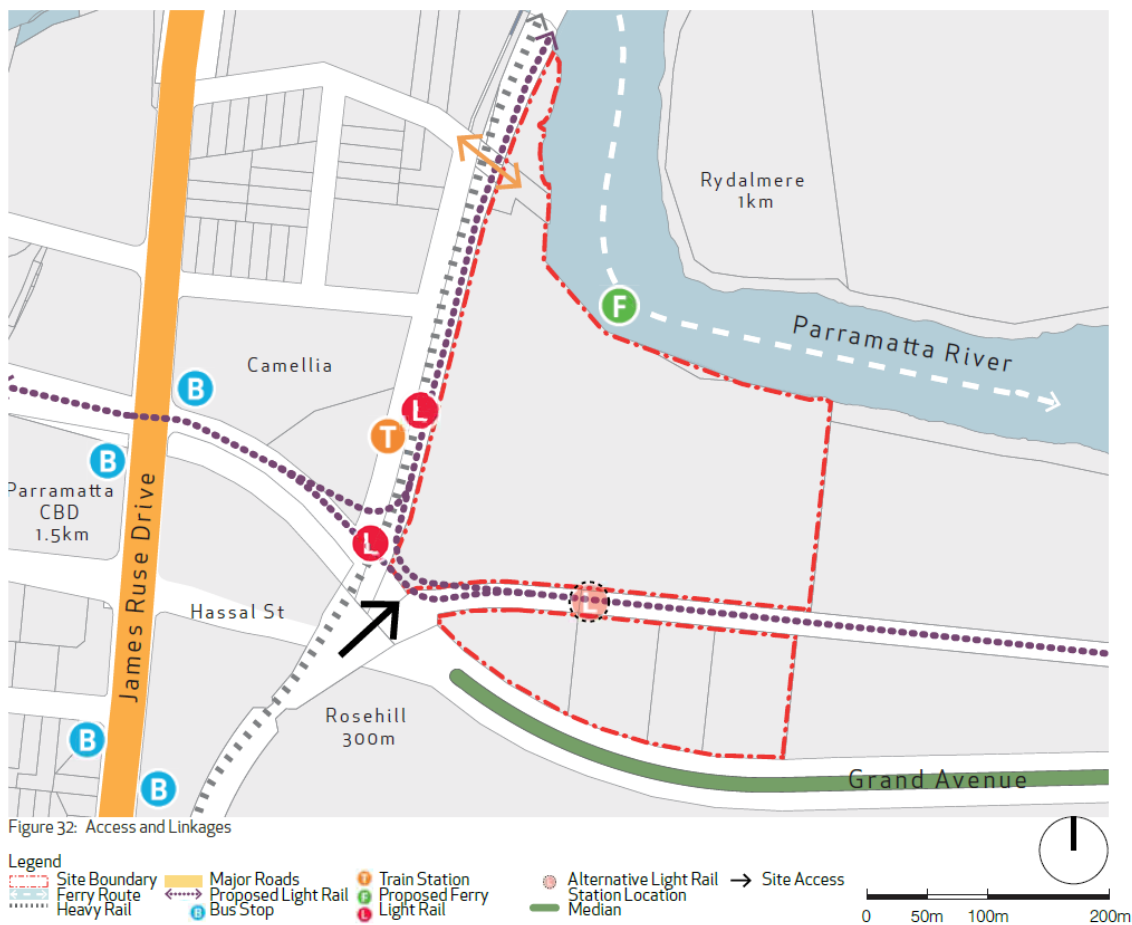 Rydalmere
1km
F
Parramatta River
Camellia
B
L
T
B
Parramatta
CBD
1.5km
James Ruse Drive
L
L
Hassal St
Rosehill
300m
B
B
Grand Avenue
Figure 32: Access and Linkages
Legend
Site Boundary
Ferry Route
Heavy Rail
Major Roads
Proposed Light Rail
B Bus Stop
T Train Station
F Proposed Ferry
L Light Rail
L Alternative Light Rail
Station Location
Median
Site Access
0 50m 100m 200m